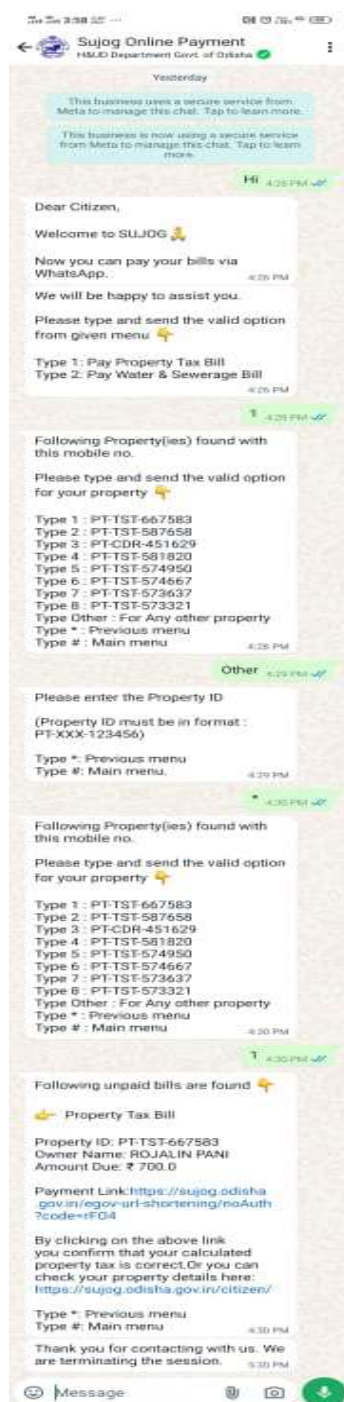 3:58
Sujog Online Payment
H&UD Department Govt. of Odisha
Yesterday
This business uses a secure service from
Meta to manage this chat. Tap to learn more.
This business is now using a secure service
from Meta to manage this chat. Tap to learn
more.
Hi 4:26 PM
Dear Citizen,
Welcome to SUJOG 🙏
Now you can pay your bills via
WhatsApp. 4:26 PM
We will be happy to assist you.
Please type and send the valid option
from given menu 👇
Type 1: Pay Property Tax Bill
Type 2: Pay Water & Sewerage Bill
4:26 PM
1 4:28 PM
Following Property(ies) found with
this mobile no.
Please type and send the valid option
for your property 👇
Type 1 : PT-TST-667583
Type 2 : PT-TST-587658
Type 3 : PT-CDR-451629
Type 4 : PT-TST-581820
Type 5 : PT-TST-574950
Type 6 : PT-TST-574667
Type 7 : PT-TST-573637
Type 8 : PT-TST-573321
Type Other : For Any other property
Type * : Previous menu
Type # : Main menu 4:28 PM
Other 4:29 PM
Please enter the Property ID
(Property ID must be in format :
PT-XXX-123456)
Type *: Previous menu
Type #: Main menu. 4:29 PM
* 4:30 PM
Following Property(ies) found with
this mobile no.
Please type and send the valid option
for your property 👇
Type 1 : PT-TST-667583
Type 2 : PT-TST-587658
Type 3 : PT-CDR-451629
Type 4 : PT-TST-581820
Type 5 : PT-TST-574950
Type 6 : PT-TST-574667
Type 7 : PT-TST-573637
Type 8 : PT-TST-573321
Type Other : For Any other property
Type * : Previous menu
Type # : Main menu 4:30 PM
1 4:30 PM
Following unpaid bills are found 👇
👉 Property Tax Bill
Property ID: PT-TST-667583
Owner Name: ROJALIN PANI
Amount Due: ₹ 700.0
Payment Link:https://sujog.odisha
.gov.in/egov-url-shortening/noAuth
?code=rFG4
By clicking on the above link
you confirm that your calculated
property tax is correct.Or you can
check your property details here:
https://sujog.odisha.gov.in/citizen/
Type *: Previous menu
Type #: Main menu 4:30 PM
Thank you for contacting with us. We
are terminating the session. 5:30 PM
Message